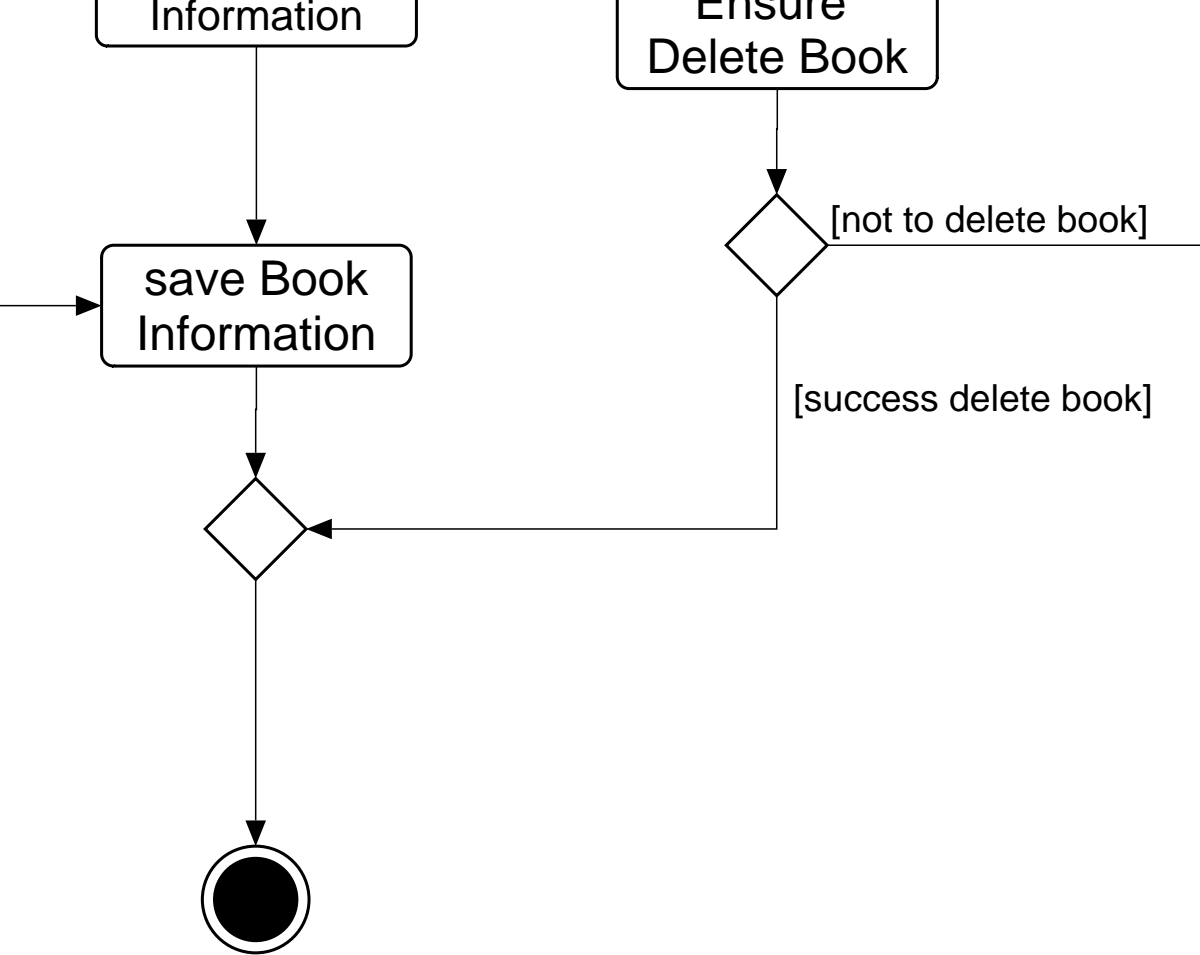 Information
Ensure
Delete Book
[not to delete book]
save Book
Information
[success delete book]